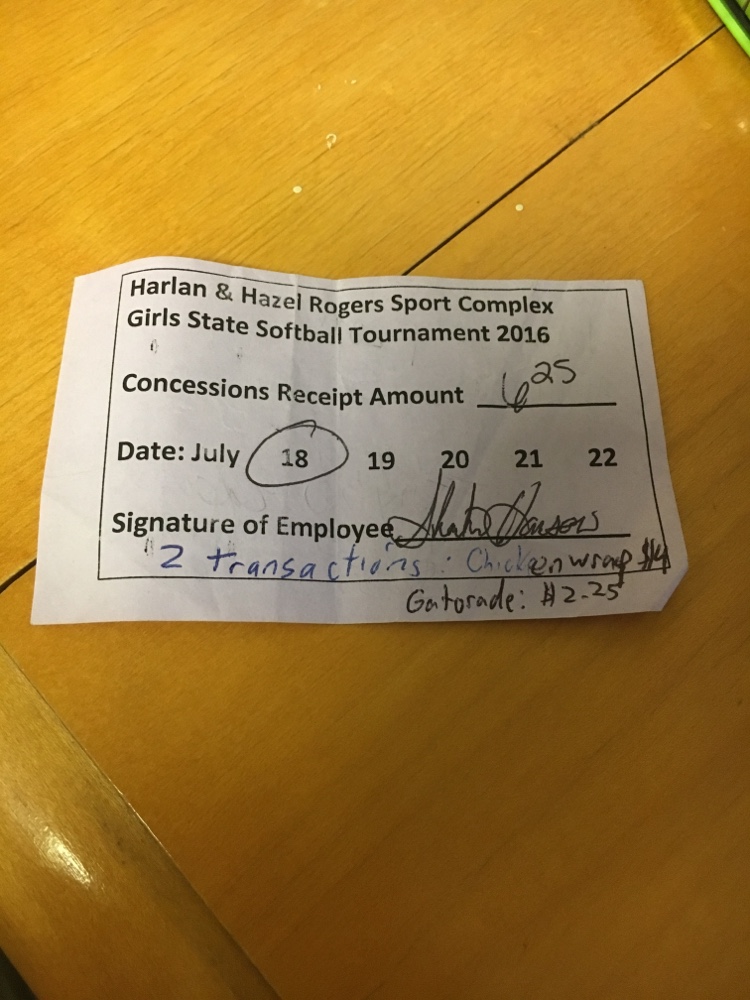 Harlan & Hazel Rogers Sport Complex
Girls State Softball Tournament 2016
Concessions Receipt Amount 6 25
Date: July 18 19 20 21 22
Signature of Employee
2 transactions: Chicken wrap $4
Gatorade: $2.25